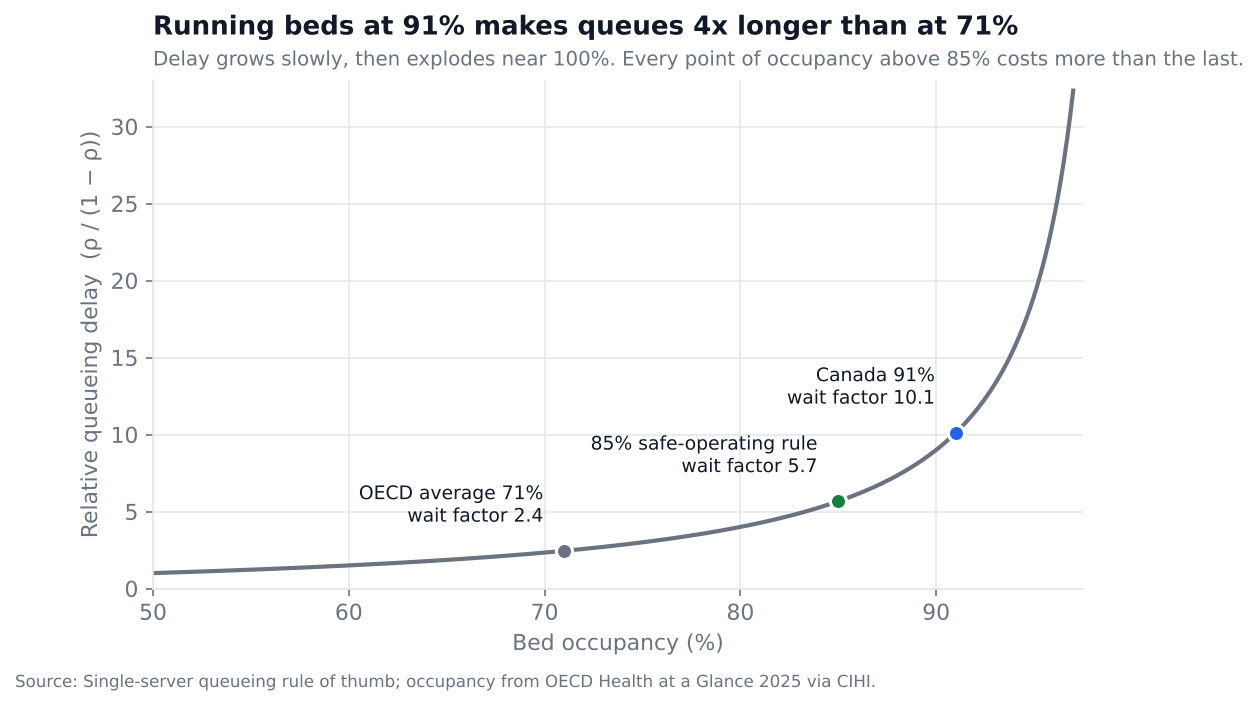 Running beds at 91% makes queues 4x longer than at 71%
Delay grows slowly, then explodes near 100%. Every point of occupancy above 85% costs more than the last.
Relative queueing delay (ρ / (1 − ρ))
30
25
20
15
10
5
0
Canada 91%
wait factor 10.1
85% safe-operating rule
wait factor 5.7
OECD average 71%
wait factor 2.4
50
60
70
80
90
Bed occupancy (%)
Source: Single-server queueing rule of thumb; occupancy from OECD Health at a Glance 2025 via CIHI.